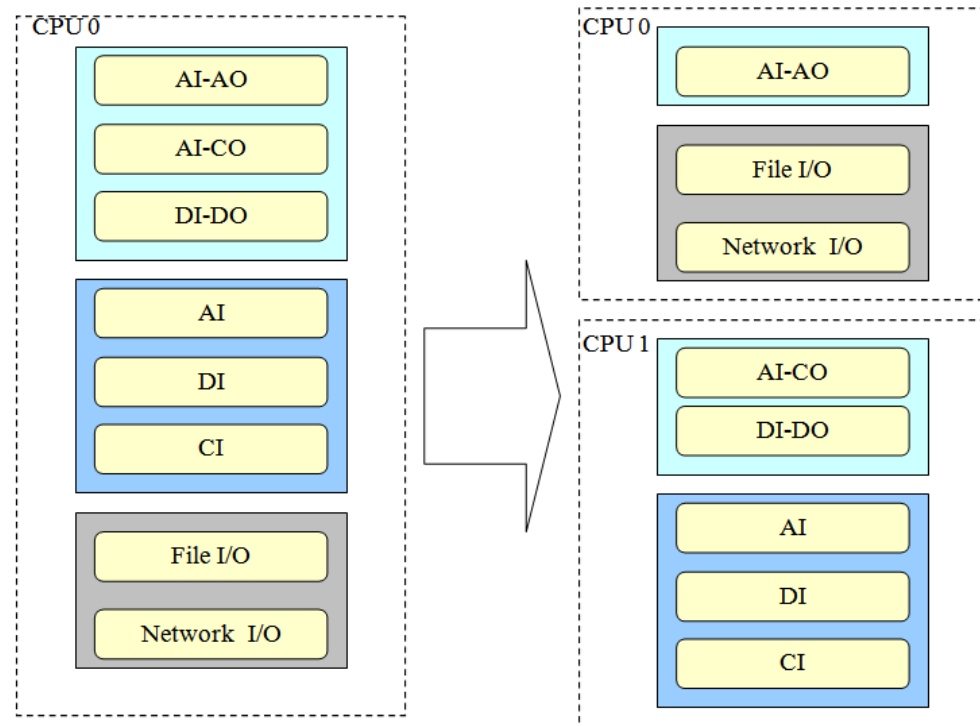 CPU 0
AI-AO
AI-CO
DI-DO
AI
DI
CI
File I/O
Network I/O
CPU 0
AI-AO
File I/O
Network I/O
CPU 1
AI-CO
DI-DO
AI
DI
CI